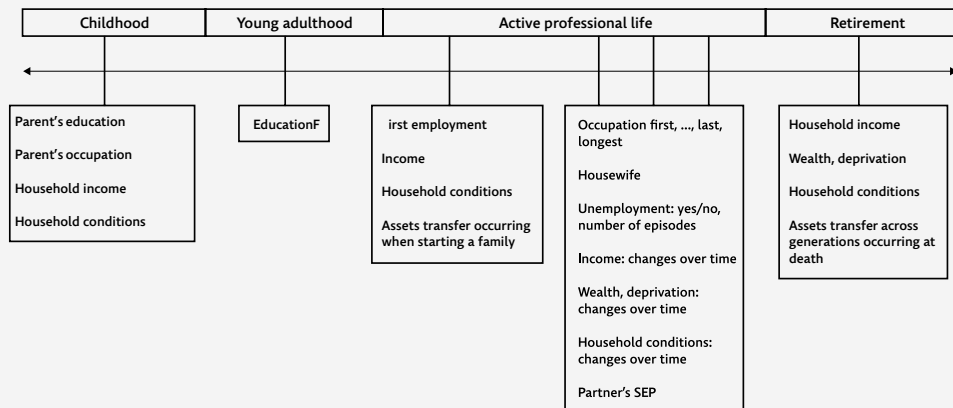 Childhood
Young adulthood
Active professional life
Retirement
Parent's education
Parent's occupation
Household income
Household conditions
EducationF
irst employment
Income
Household conditions
Assets transfer occurring
when starting a family
Occupation first, ..., last,
longest
Housewife
Unemployment: yes/no,
number of episodes
Income: changes over time
Wealth, deprivation:
changes over time
Household conditions:
changes over time
Partner's SEP
Household income
Wealth, deprivation
Household conditions
Assets transfer across
generations occurring at
death